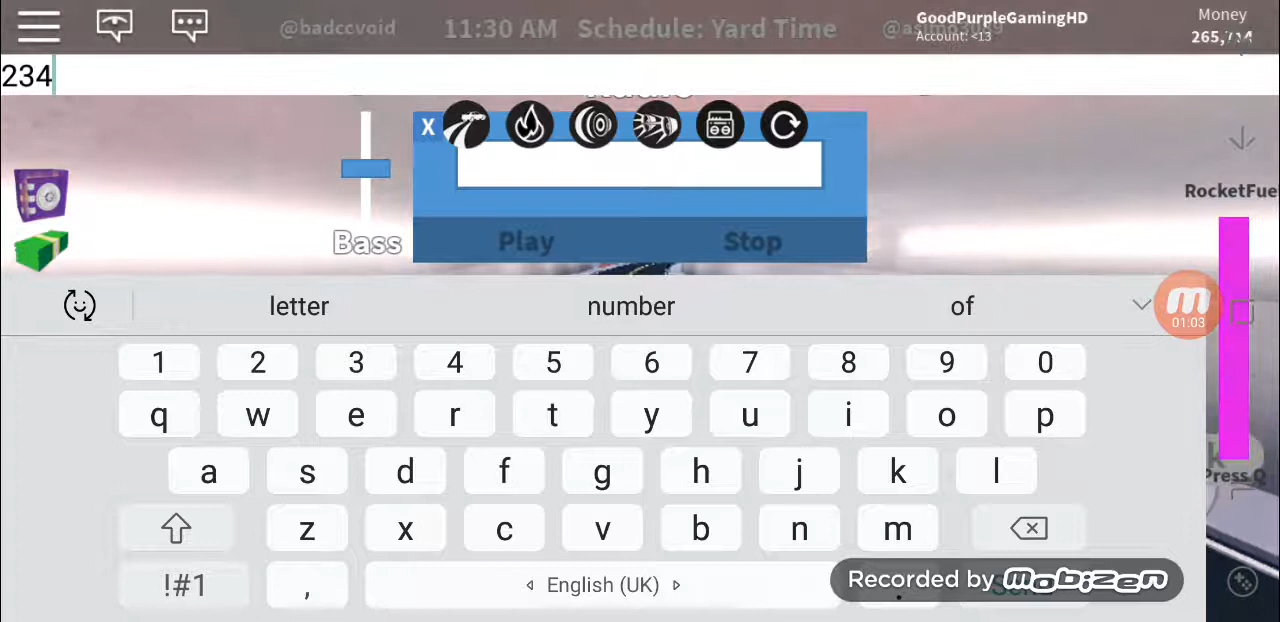 @badccvoid 11:30 AM Schedule: Yard Time
GoodPurpleGamingHD
Account: <13
Money
234
X
RocketFue
Bass
Play Stop
letter number of
01:03
1 2 3 4 5 6 7 8 9 0
q w e r t y u i o p
Press Q
a s d f g h j k l
z x c v b n m
!#1 , English (UK) .
Recorded by mobizen